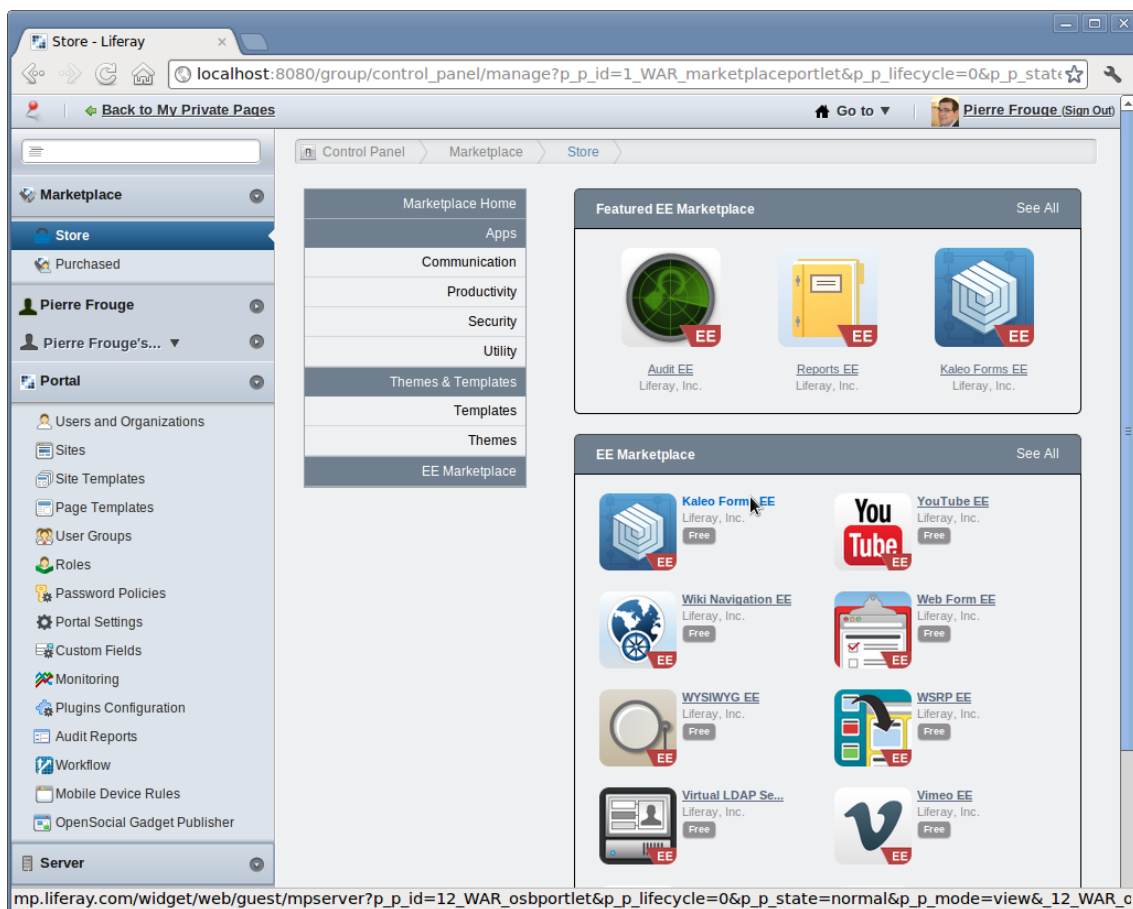 Store - Liferay
localhost:8080/group/control_panel/manage?p_p_id=1_WAR_marketplaceportlet&p_p_lifecycle=0&p_p_state
Back to My Private Pages
Go to ▼
Pierre Frouge (Sign Out)
Control Panel
Marketplace
Store
Marketplace
Store
Purchased
Pierre Frouge
Pierre Frouge's... ▼
Portal
Users and Organizations
Sites
Site Templates
Page Templates
User Groups
Roles
Password Policies
Portal Settings
Custom Fields
Monitoring
Plugins Configuration
Audit Reports
Workflow
Mobile Device Rules
OpenSocial Gadget Publisher
Server
Marketplace Home
Apps
Communication
Productivity
Security
Utility
Themes & Templates
Templates
Themes
EE Marketplace
Featured EE Marketplace
See All
EE
EE
EE
Audit EE
Liferay, Inc.
Reports EE
Liferay, Inc.
Kaleo Forms EE
Liferay, Inc.
EE Marketplace
See All
EE
Kaleo Forms EE
Liferay, Inc.
Free
You
Tube
EE
YouTube EE
Liferay, Inc.
Free
EE
Wiki Navigation EE
Liferay, Inc.
Free
EE
Web Form EE
Liferay, Inc.
Free
EE
WYSIWYG EE
Liferay, Inc.
Free
EE
WSRP EE
Liferay, Inc.
Free
EE
Virtual LDAP Se...
Liferay, Inc.
Free
EE
Vimeo EE
Liferay, Inc.
Free
mp.liferay.com/widget/web/guest/mpserver?p_p_id=12_WAR_osbportlet&p_p_lifecycle=0&p_p_state=normal&p_p_mode=view&_12_WAR_o